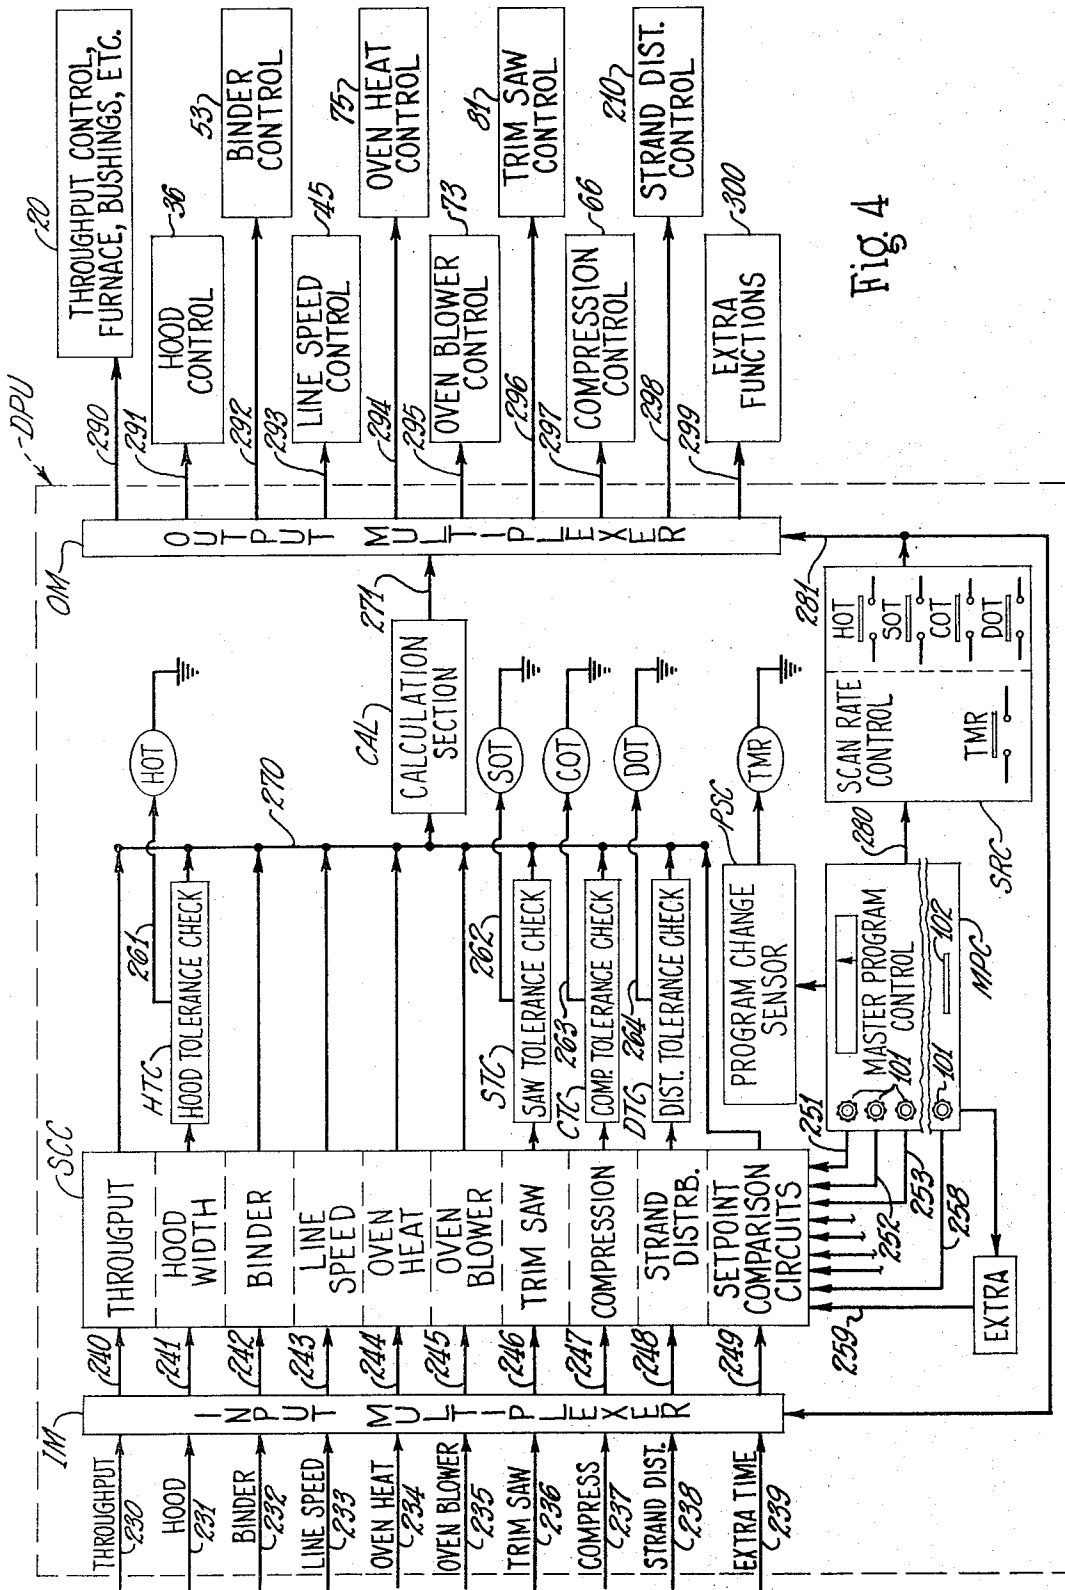 THROUGHPUT
230
HOOD
231
BINDER
232
LINE SPEED
233
OVEN HEAT
234
OVEN BLOWER
235
TRIM SAW
236
COMPRESS
237
STRAND DIST.
238
EXTRA TIME
239
IM
INPUT MULTIPLEXER
240
241
242
243
244
245
246
247
248
249
SCC
THROUGPUT
HOOD
WIDTH
BINDER
LINE
SPEED
OVEN
HEAT
OVEN
BLOWER
TRIM SAW
COMPRESSION
STRAND
DISTRB.
SETPOINT
COMPARISON
CIRCUITS
259
EXTRA
251
252
253
258
HTC
HOOD TOLERANCE CHECK
261
STC
SAW TOLERANCE CHECK
262
CTC
COMP. TOLERANCE CHECK
263
DTC
DIST. TOLERANCE CHECK
264
PROGRAM CHANGE
SENSOR
PSC
MASTER PROGRAM
CONTROL
101
101
102
MPC
270
HOT
SOT
COT
DOT
TMR
CAL
CALCULATION
SECTION
271
280
SCAN RATE
CONTROL
TMR
HOT
SOT
COT
DOT
SRC
281
OM
OUTPUT MULTIPLEXER
DPU
290
291
292
293
294
295
296
297
298
299
THROUGHPUT CONTROL,
FURNACE, BUSHINGS, ETC.
20
HOOD
CONTROL
36
BINDER
CONTROL
53
LINE SPEED
CONTROL
45
OVEN HEAT
CONTROL
75
OVEN BLOWER
CONTROL
73
TRIM SAW
CONTROL
81
COMPRESSION
CONTROL
66
STRAND DIST.
CONTROL
210
EXTRA
FUNCTIONS
300
Fig. 4